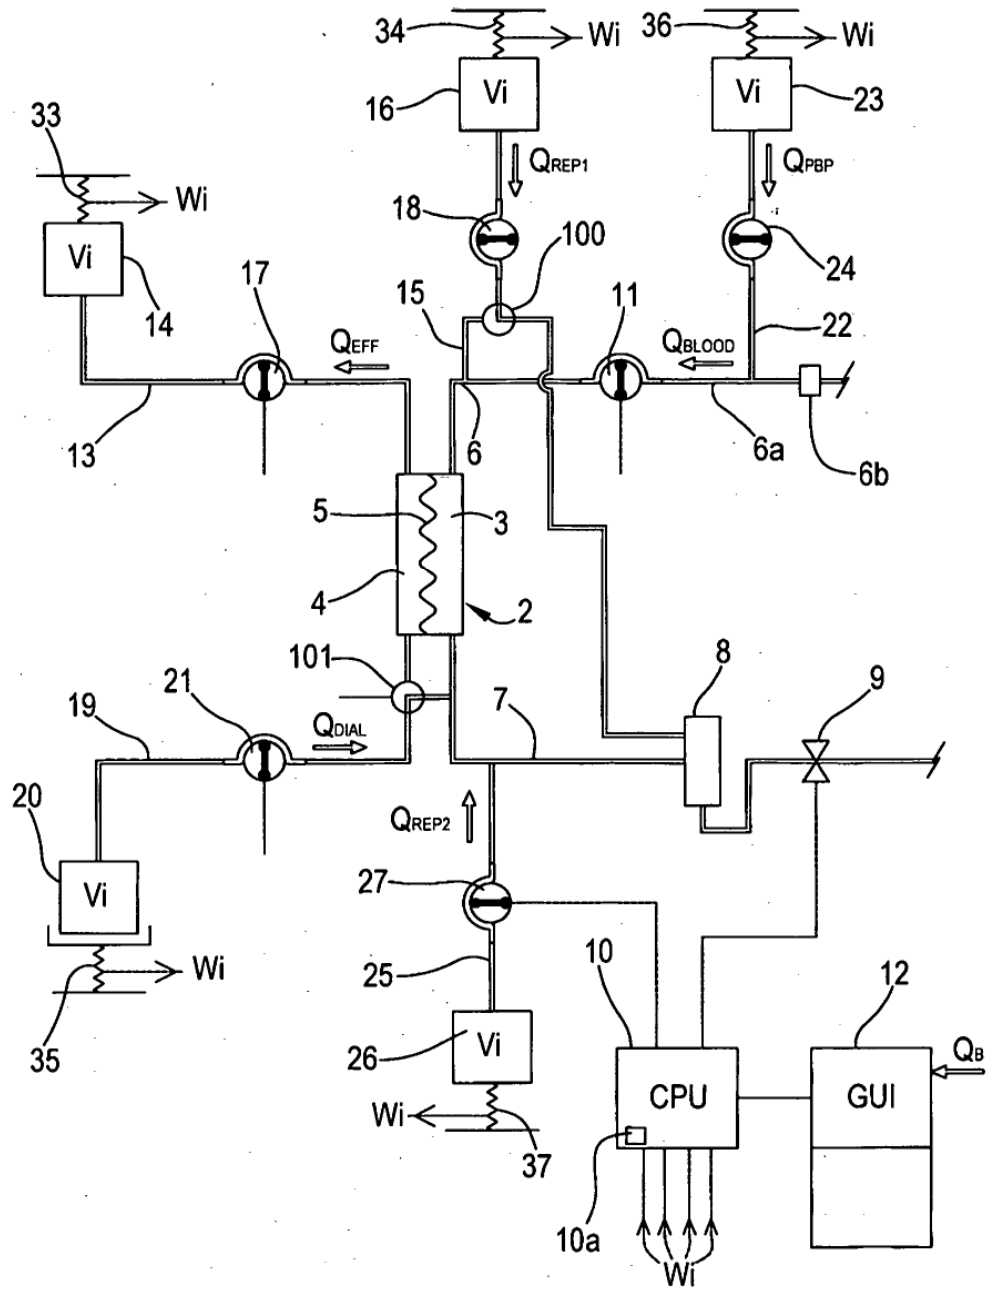 34
Wi
36
Wi
16
Vi
Vi
23
33
QREP1
QPBP
Wi
18
100
Vi
24
14
17
15
11
22
QEFF
QBLOOD
13
6
6a
6b
5
3
4
2
101
8
9
21
7
19
QDIAL
20
QREP2
Vi
27
Wi
25
10
12
35
26
Vi
QB
CPU
GUI
Wi
37
10a
Wi